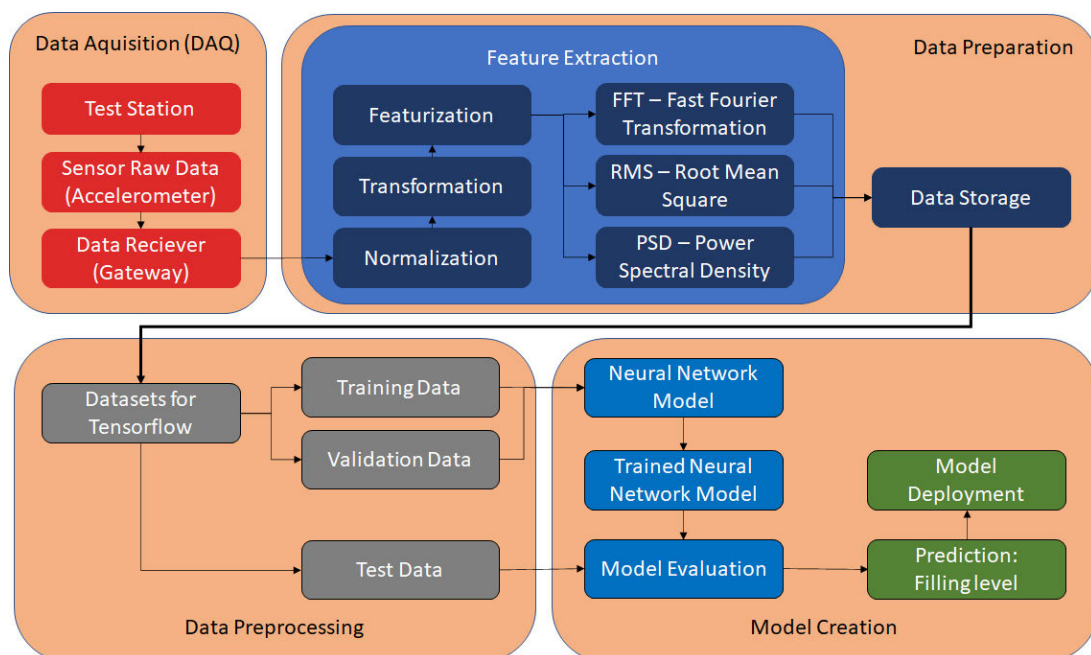 Data Aquisition (DAQ)
Test Station
Sensor Raw Data
(Accelerometer)
Data Reciever
(Gateway)
Data Preparation
Feature Extraction
Featurization
Transformation
Normalization
FFT – Fast Fourier
Transformation
RMS – Root Mean
Square
PSD – Power
Spectral Density
Data Storage
Datasets for
Tensorflow
Training Data
Validation Data
Test Data
Data Preprocessing
Neural Network
Model
Trained Neural
Network Model
Model Evaluation
Model
Deployment
Prediction:
Filling level
Model Creation